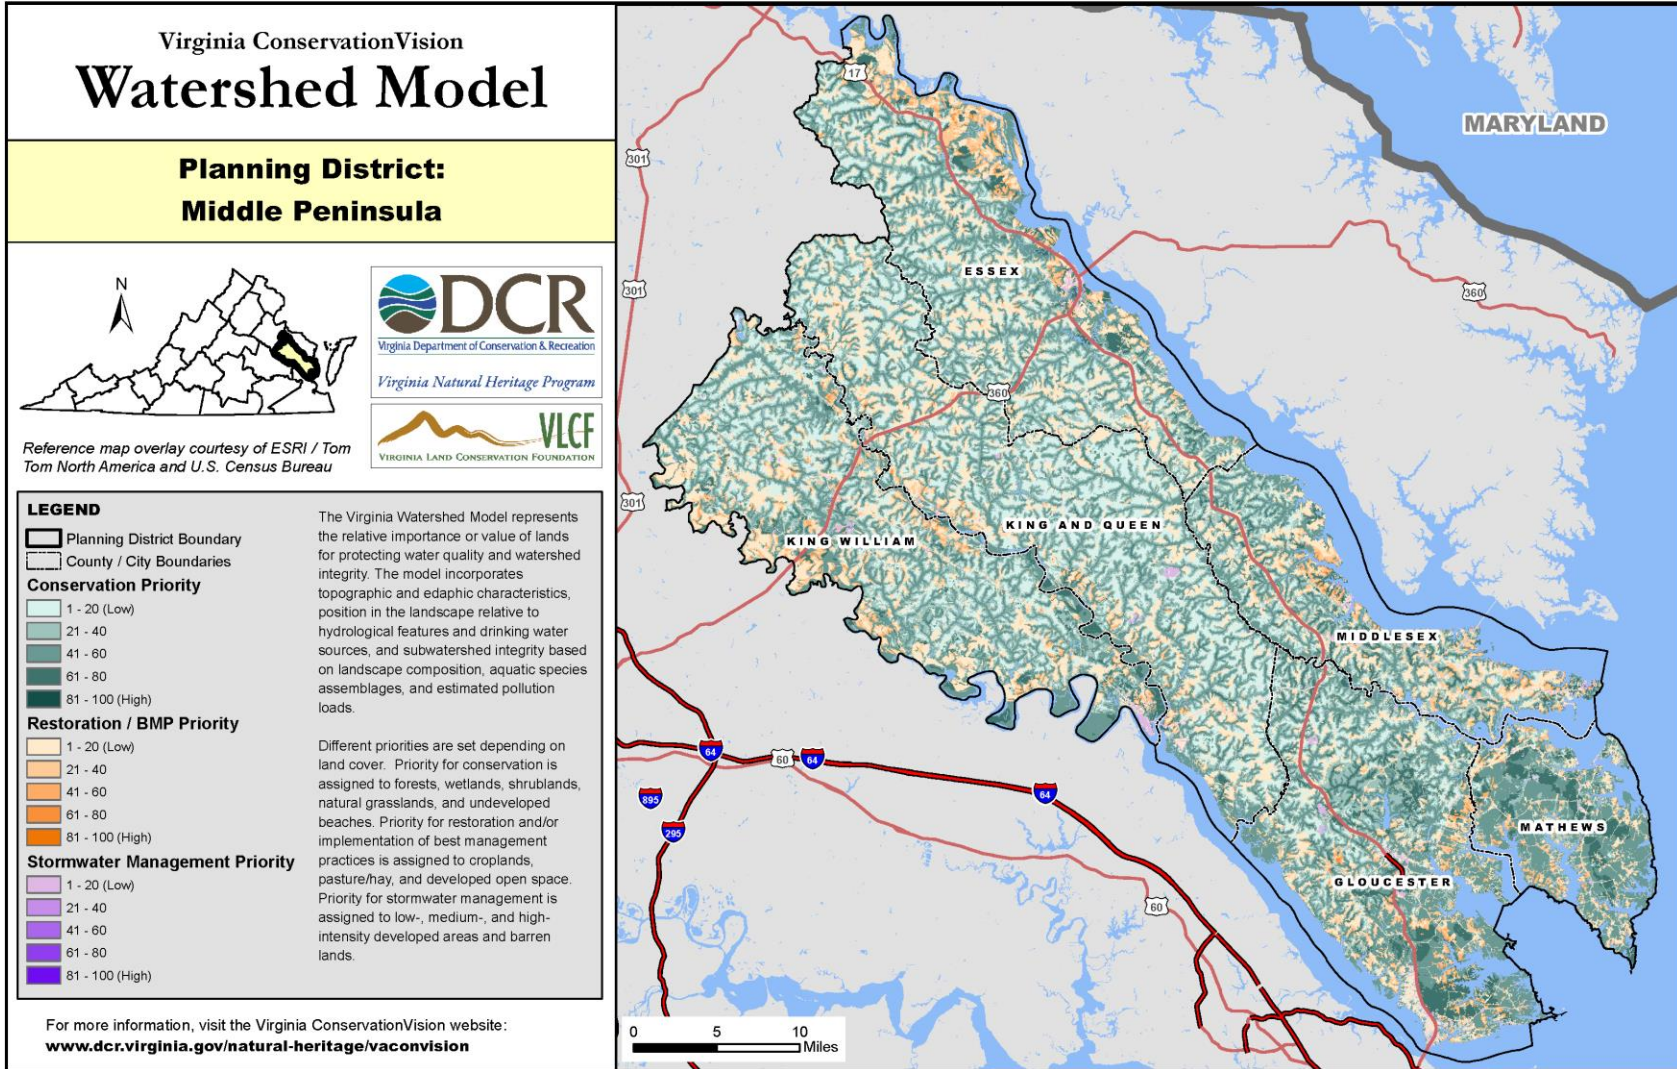 Virginia ConservationVision
Watershed Model
Planning District:
Middle Peninsula
N
DCR
Virginia Department of Conservation & Recreation
Virginia Natural Heritage Program
VLCF
VIRGINIA LAND CONSERVATION FOUNDATION
Reference map overlay courtesy of ESRI / Tom
Tom North America and U.S. Census Bureau
LEGEND
Planning District Boundary
County / City Boundaries
Conservation Priority
1 - 20 (Low)
21 - 40
41 - 60
61 - 80
81 - 100 (High)
Restoration / BMP Priority
1 - 20 (Low)
21 - 40
41 - 60
61 - 80
81 - 100 (High)
Stormwater Management Priority
1 - 20 (Low)
21 - 40
41 - 60
61 - 80
81 - 100 (High)
The Virginia Watershed Model represents
the relative importance or value of lands
for protecting water quality and watershed
integrity. The model incorporates
topographic and edaphic characteristics,
position in the landscape relative to
hydrological features and drinking water
sources, and subwatershed integrity based
on landscape composition, aquatic species
assemblages, and estimated pollution
loads.
Different priorities are set depending on
land cover. Priority for conservation is
assigned to forests, wetlands, shrublands,
natural grasslands, and undeveloped
beaches. Priority for restoration and/or
implementation of best management
practices is assigned to croplands,
pasture/hay, and developed open space.
Priority for stormwater management is
assigned to low-, medium-, and high-
intensity developed areas and barren
lands.
For more information, visit the Virginia ConservationVision website:
www.dcr.virginia.gov/natural-heritage/vaconvision
17
MARYLAND
301
ESSEX
301
360
360
301
KING AND QUEEN
KING WILLIAM
MIDDLESEX
64
60
64
64
895
295
MATHEWS
GLOUCESTER
60
0 5 10
Miles